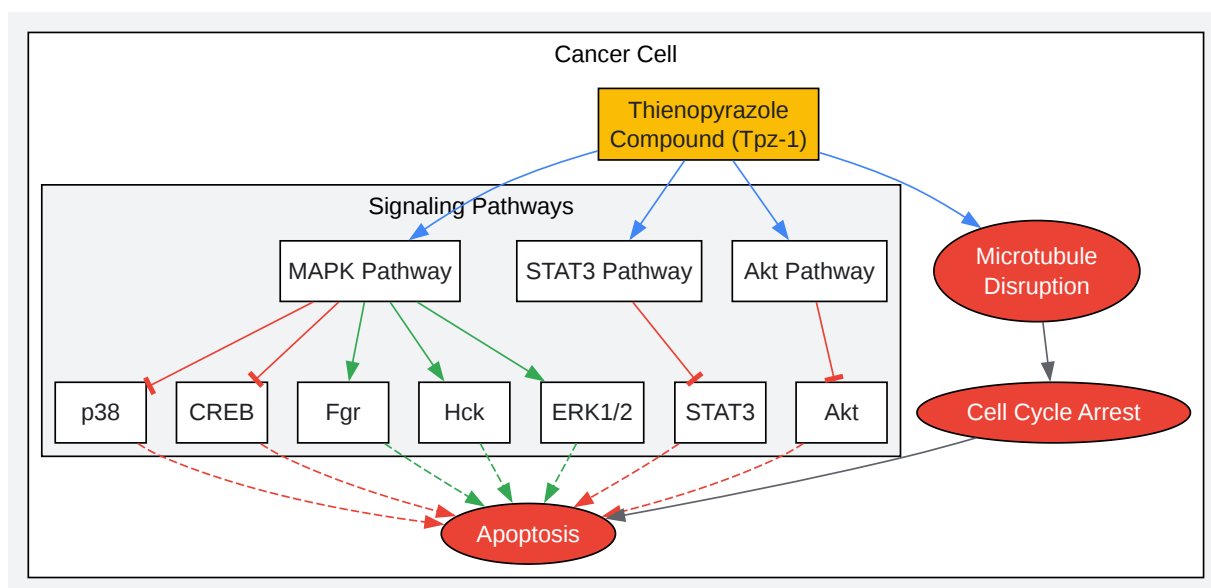 Cancer Cell
Thienopyrazole
Compound (Tpz-1)
Signaling Pathways
MAPK Pathway
STAT3 Pathway
Akt Pathway
Microtubule
Disruption
p38
CREB
Fgr
Hck
ERK1/2
STAT3
Akt
Cell Cycle Arrest
Apoptosis